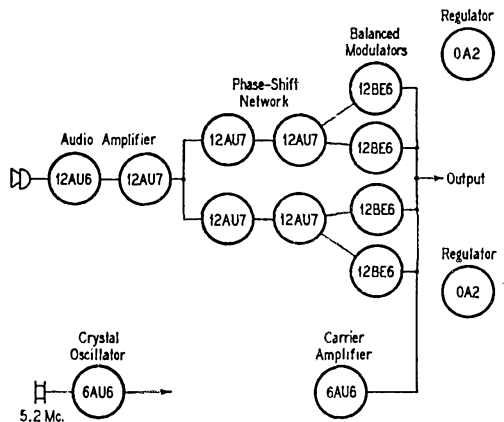 Regulator
0A2
Balanced
Modulators
12BE6
Phase-Shift
Network
12AU7
12AU7
12BE6
Audio Amplifier
12AU6
12AU7
Output
12AU7
12AU7
12BE6
12BE6
Regulator
0A2
Crystal
Oscillator
6AU6
5.2 Mc.
Carrier
Amplifier
6AU6